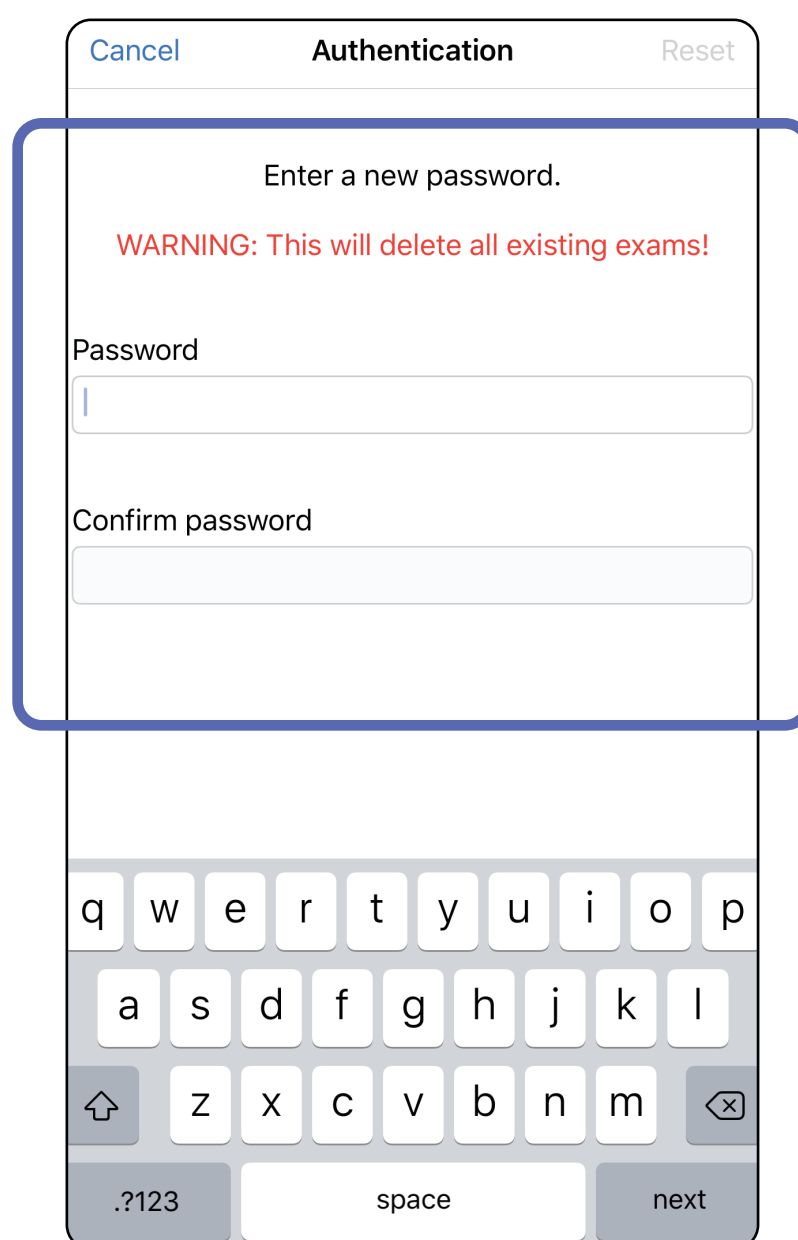 Cancel Authentication Reset
Enter a new password.
WARNING: This will delete all existing exams!
Password
Confirm password
q w e r t y u i o p
a s d f g h j k l
z x c v b n m
.?123 space next